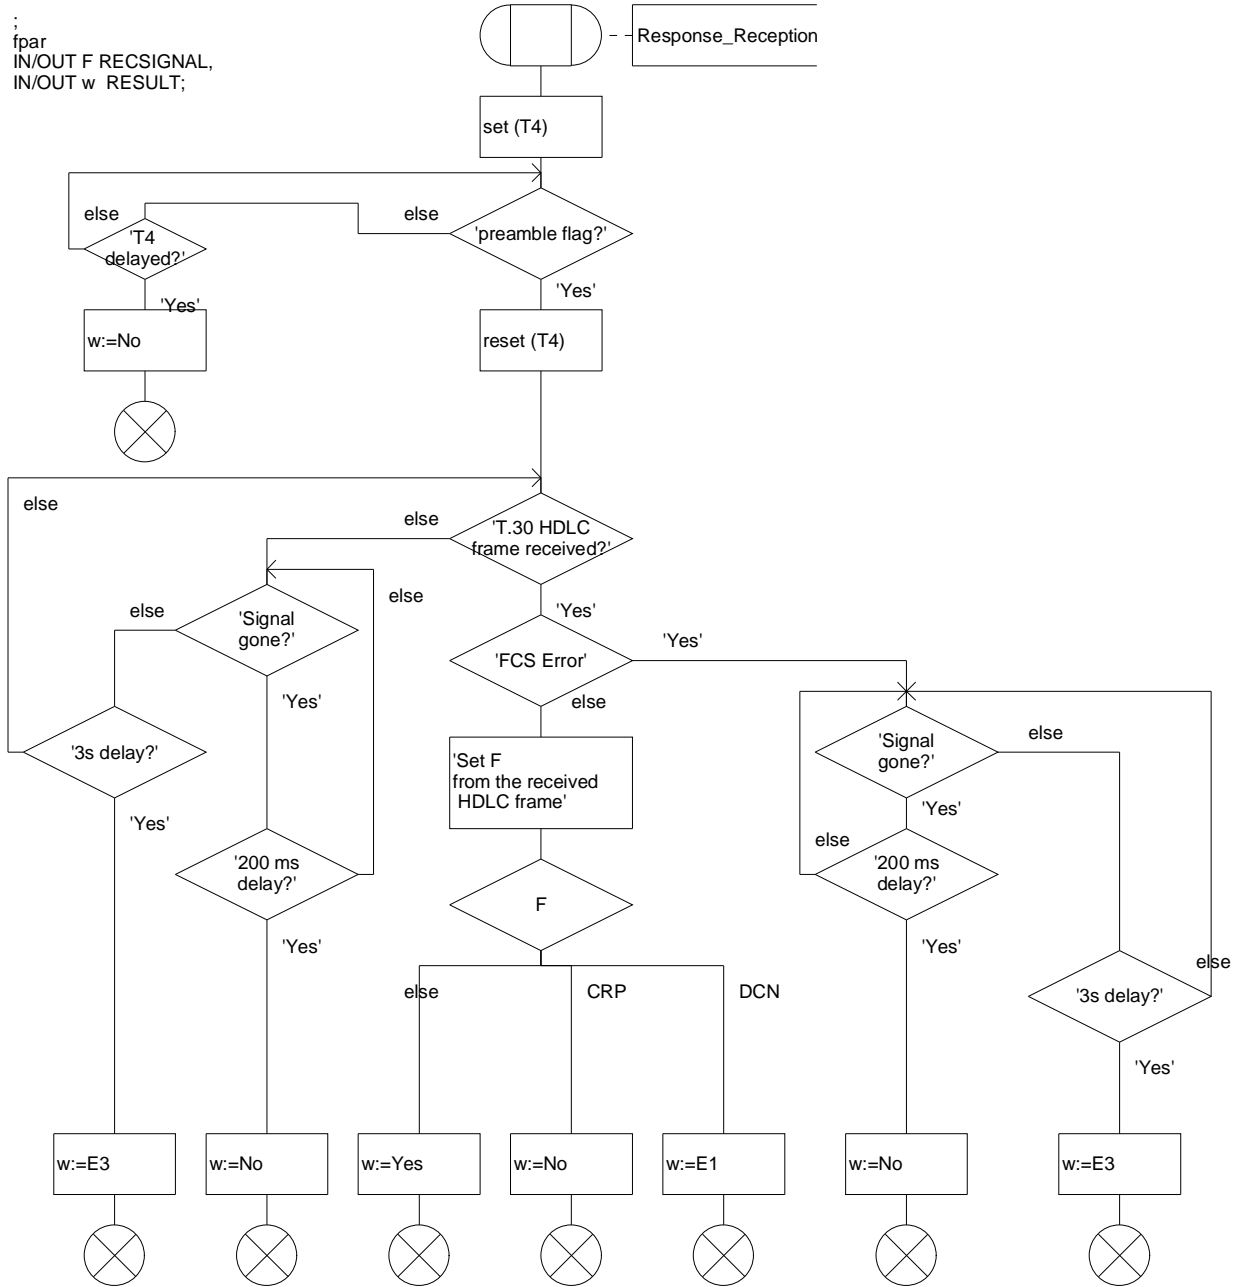 ;
fpar
IN/OUT F RECSIGNAL,
IN/OUT w  RESULT;
Response_Reception
set (T4)
else
else
'T4
delayed?'
'preamble flag?'
'Yes'
'Yes'
w:=No
reset (T4)
else
else
'T.30 HDLC
frame received?'
else
else
'Signal
gone?'
'Yes'
'Yes'
'FCS Error'
'Yes'
else
'3s delay?'
'Set F
from the received
HDLC frame'
'Signal
gone?'
else
'Yes'
'Yes'
else
'200 ms
delay?'
F
'200 ms
delay?'
'Yes'
'Yes'
else
else
CRP
DCN
'3s delay?'
'Yes'
w:=E3
w:=No
w:=Yes
w:=No
w:=E1
w:=No
w:=E3